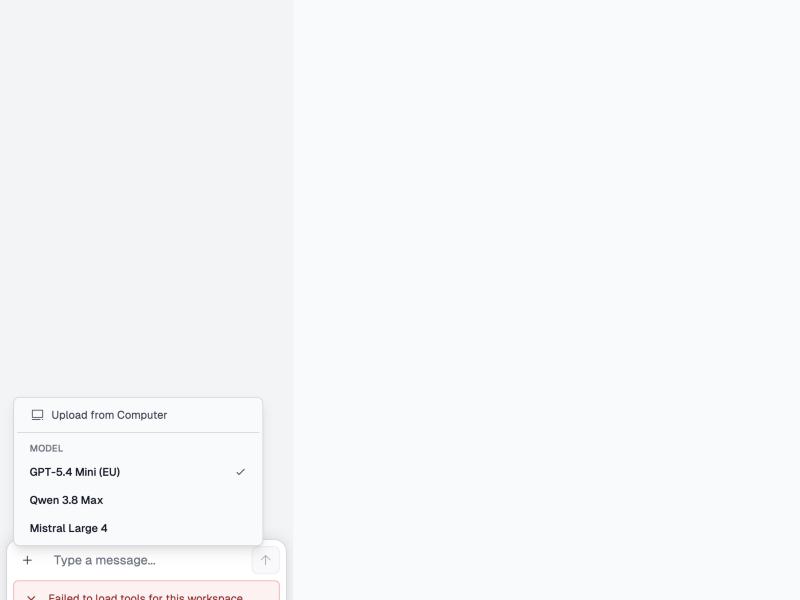 Upload from Computer
MODEL
GPT-5.4 Mini (EU)
Qwen 3.8 Max
Mistral Large 4
Type a message...
Failed to load tools for this workspace